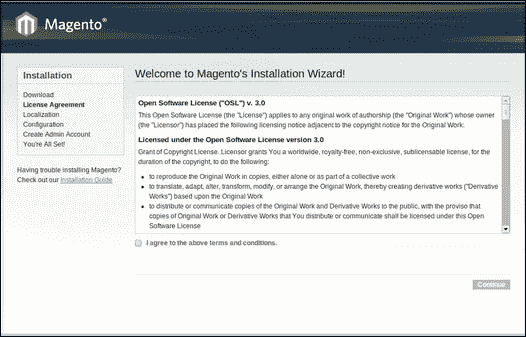 Magento®
Installation
Download
License Agreement
Localization
Configuration
Create Admin Account
You're All Set!
Having trouble installing Magento?
Check out our Installation Guide
Welcome to Magento's Installation Wizard!
Open Software License ("OSL") v. 3.0
This Open Software License (the "License") applies to any original work of authorship (the "Original Work") whose owner
(the "Licensor") has placed the following licensing notice adjacent to the copyright notice for the Original Work.
Licensed under the Open Software License version 3.0
Grant of Copyright License. Licensor grants You a worldwide, royalty-free, non-exclusive, sublicensable license, for
the duration of the copyright, to do the following:
• to reproduce the Original Work in copies, either alone or as part of a collective work
• to translate, adapt, alter, transform, modify, or arrange the Original Work, thereby creating derivative works ("Derivative
Works") based upon the Original Work
• to distribute or communicate copies of the Original Work and Derivative Works to the public, with the proviso that
copies of Original Work or Derivative Works that You distribute or communicate shall be licensed under this Open
Software License
I agree to the above terms and conditions.
Continue